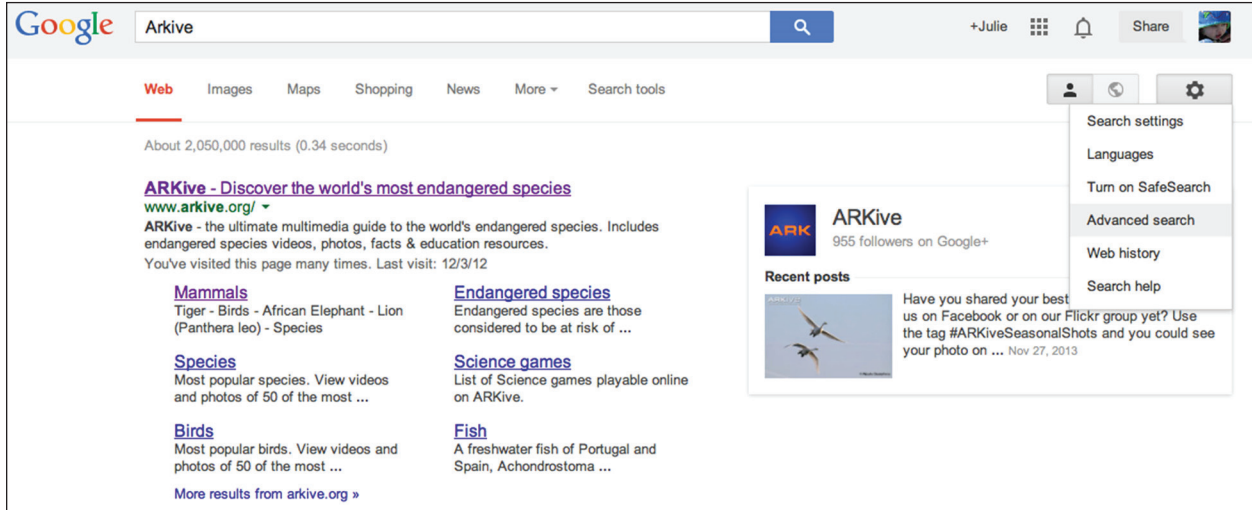 Google
Arkive
+Julie
Share
Web Images Maps Shopping News More Search tools
About 2,050,000 results (0.34 seconds)
ARKive - Discover the world's most endangered species
www.arkive.org/
ARKive - the ultimate multimedia guide to the world's endangered species. Includes
endangered species videos, photos, facts & education resources.
You've visited this page many times. Last visit: 12/3/12
Mammals
Tiger - Birds - African Elephant - Lion
(Panthera leo) - Species
Endangered species
Endangered species are those
considered to be at risk of ...
Species
Most popular species. View videos
and photos of 50 of the most ...
Science games
List of Science games playable online
on ARKive.
Birds
Most popular birds. View videos and
photos of 50 of the most ...
Fish
A freshwater fish of Portugal and
Spain, Achondrostoma ...
More results from arkive.org »
ARK
ARKive
955 followers on Google+
Recent posts
Have you shared your best
us on Facebook or on our Flickr group yet? Use
the tag #ARKiveSeasonalShots and you could see
your photo on ... Nov 27, 2013
Search settings
Languages
Turn on SafeSearch
Advanced search
Web history
Search help